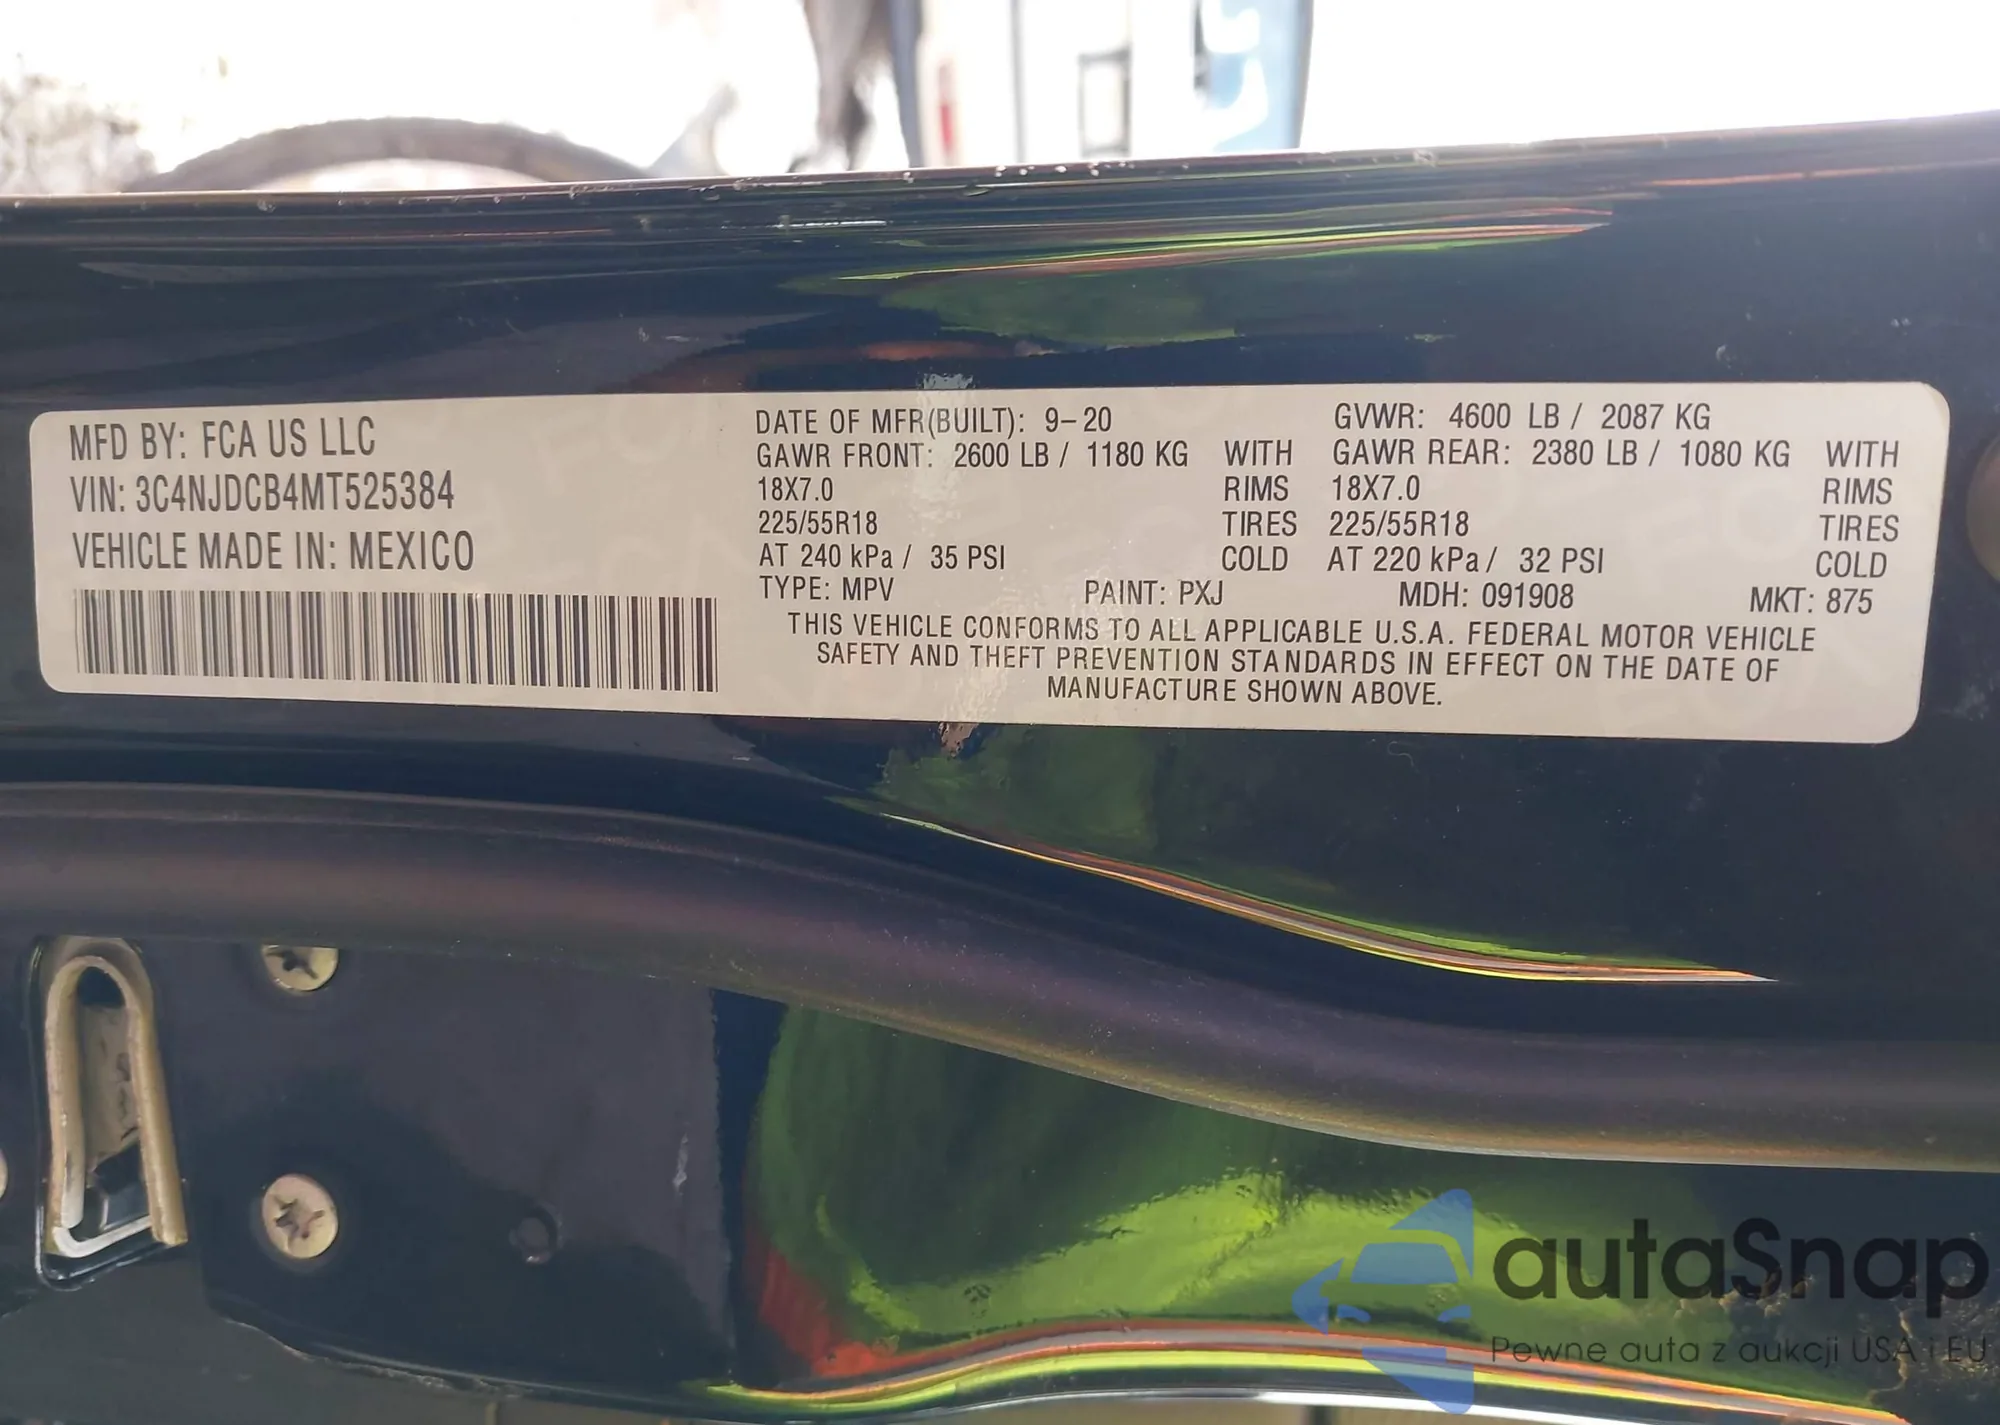 MFD BY: FCA US LLC
VIN: 3C4NJDCB4MT525384
VEHICLE MADE IN: MEXICO
DATE OF MFR(BUILT): 9-20 GVWR: 4600 LB / 2087 KG
GAWR FRONT: 2600 LB / 1180 KG WITH GAWR REAR: 2380 LB / 1080 KG WITH
18X7.0 RIMS 18X7.0 RIMS
225/55R18 TIRES 225/55R18 TIRES
AT 240 kPa / 35 PSI COLD AT 220 kPa / 32 PSI COLD
TYPE: MPV PAINT: PXJ MDH: 091908 MKT: 875
THIS VEHICLE CONFORMS TO ALL APPLICABLE U.S.A. FEDERAL MOTOR VEHICLE
SAFETY AND THEFT PREVENTION STANDARDS IN EFFECT ON THE DATE OF
MANUFACTURE SHOWN ABOVE.
autaSnap
Pewne auta z aukcji USA i EU